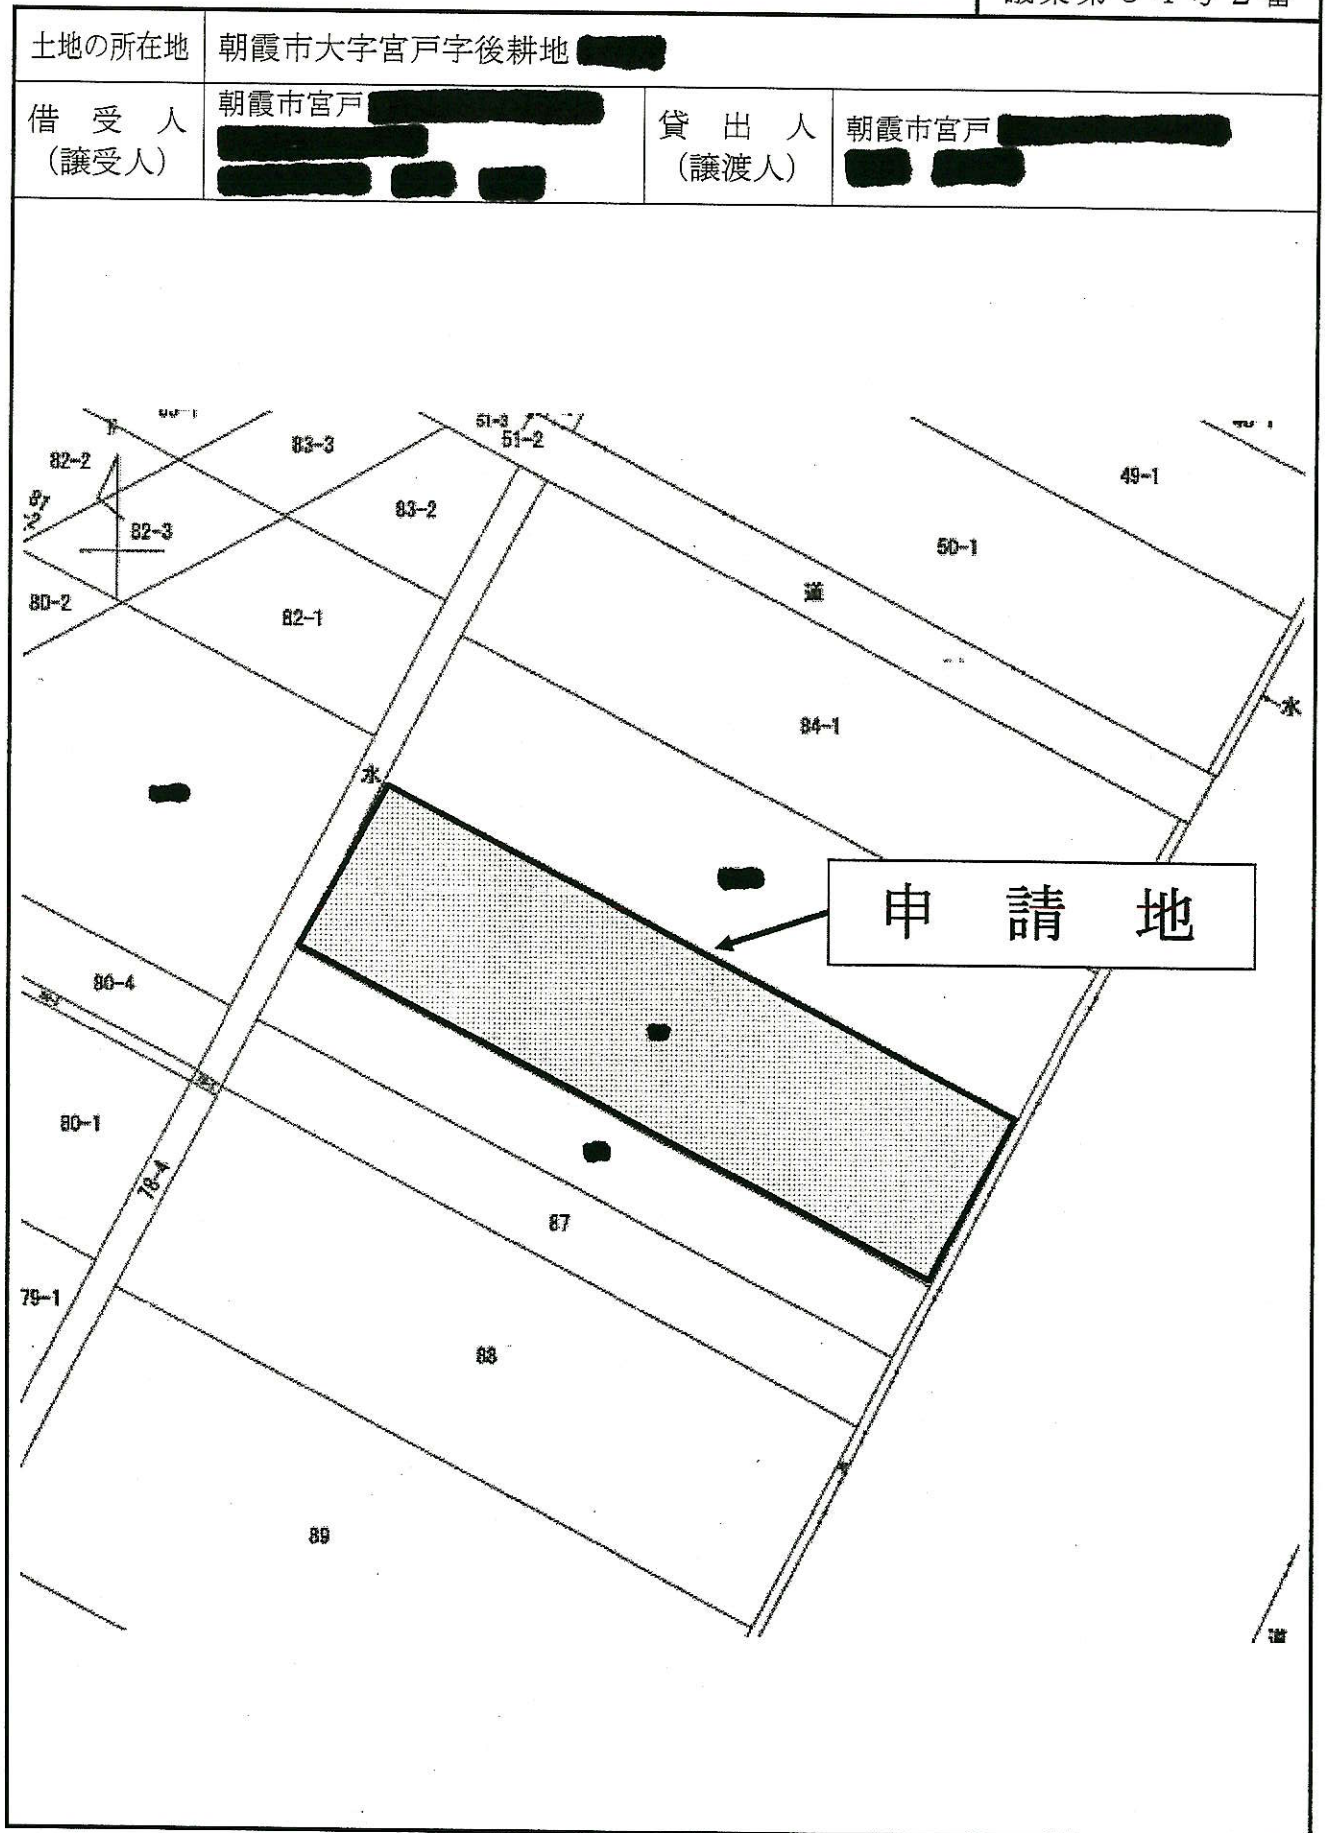 土地の所在地
朝霞市大字宮戸字後耕地
借受人
(譲受人)
朝霞市宮戸
貸出人
(譲渡人)
朝霞市宮戸
51-3
51-2
83-3
82-2
49-1
83-2
82-3
50-1
道
80-2
82-1
水
84-1
水
申請地
80-4
80-1
78-4
87
79-1
88
89
道